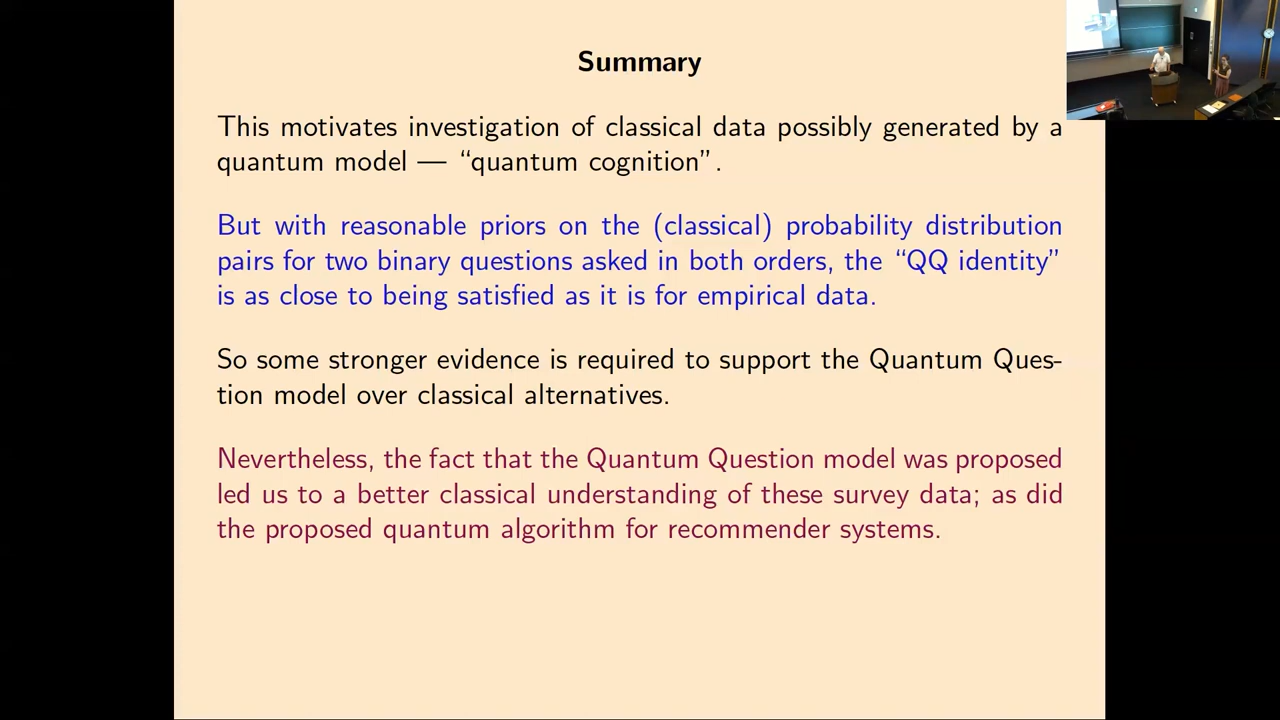 Summary
This motivates investigation of classical data possibly generated by a
quantum model — “quantum cognition”.
But with reasonable priors on the (classical) probability distribution
pairs for two binary questions asked in both orders, the “QQ identity”
is as close to being satisfied as it is for empirical data.
So some stronger evidence is required to support the Quantum Ques-
tion model over classical alternatives.
Nevertheless, the fact that the Quantum Question model was proposed
led us to a better classical understanding of these survey data; as did
the proposed quantum algorithm for recommender systems.